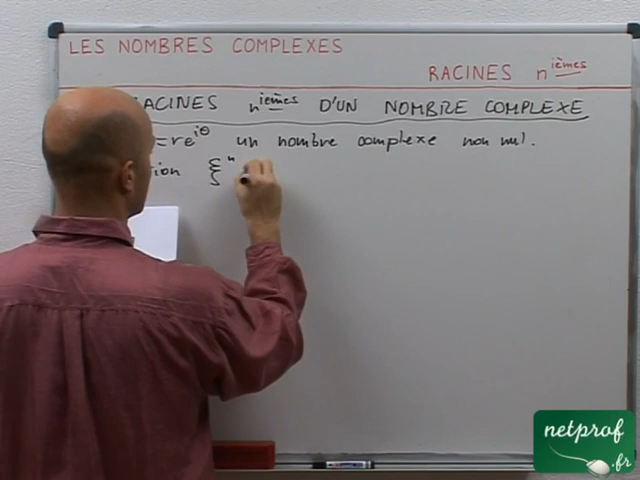 LES NOMBRES COMPLEXES
RACINES nièmes
RACINES nièmes D'UN NOMBRE COMPLEXE
=re^iθ un nombre complexe non nul.
tion ξ^n
netprof
.fr